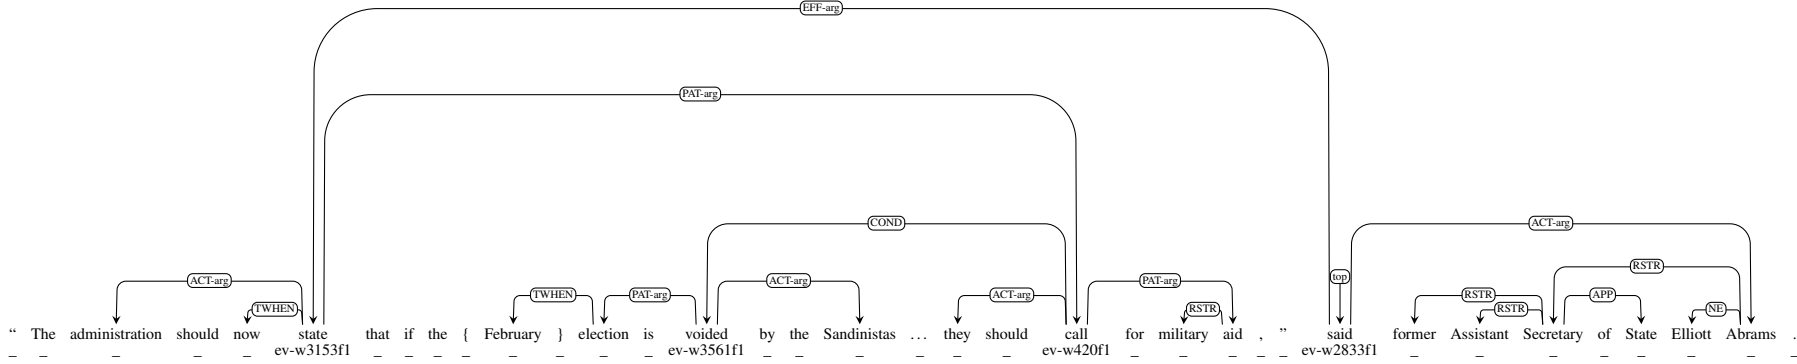 EFF-arg
PAT-arg
COND ACT-arg
RSTR
top
ACT-arg ACT-arg PAT-arg
TWHEN PAT-arg ACT-arg RSTR APP
TWHEN RSTR RSTR NE
“ The administration should now state that if the { February } election is voided by the Sandinistas … they should call for military aid , ” said former Assistant Secretary of State Elliott Abrams .
_ _ _ _ _ ev-w3153f1 _ _ _ _ _ _ _ _ ev-w3561f1 _ _ _ _ _ _ ev-w420f1 _ _ _ _ _ ev-w2833f1 _ _ _ _ _ _ _ _